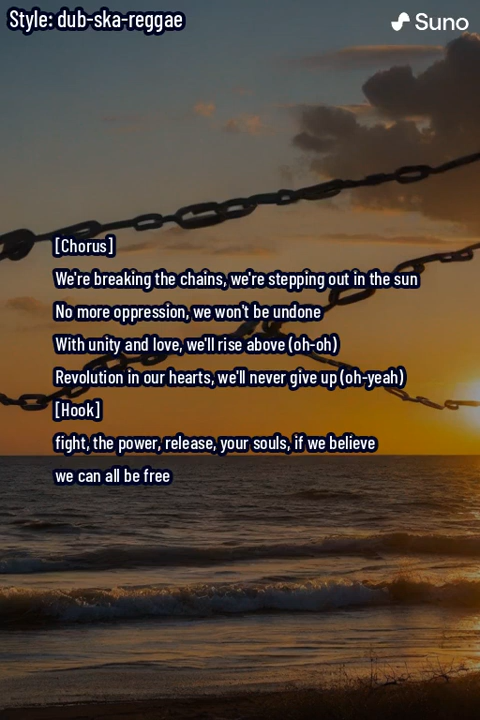 Style: dub-ska-reggae
Suno
[Chorus]
We're breaking the chains, we're stepping out in the sun
No more oppression, we won't be undone
With unity and love, we'll rise above (oh-oh)
Revolution in our hearts, we'll never give up (oh-yeah)
[Hook]
fight, the power, release, your souls, if we believe
we can all be free